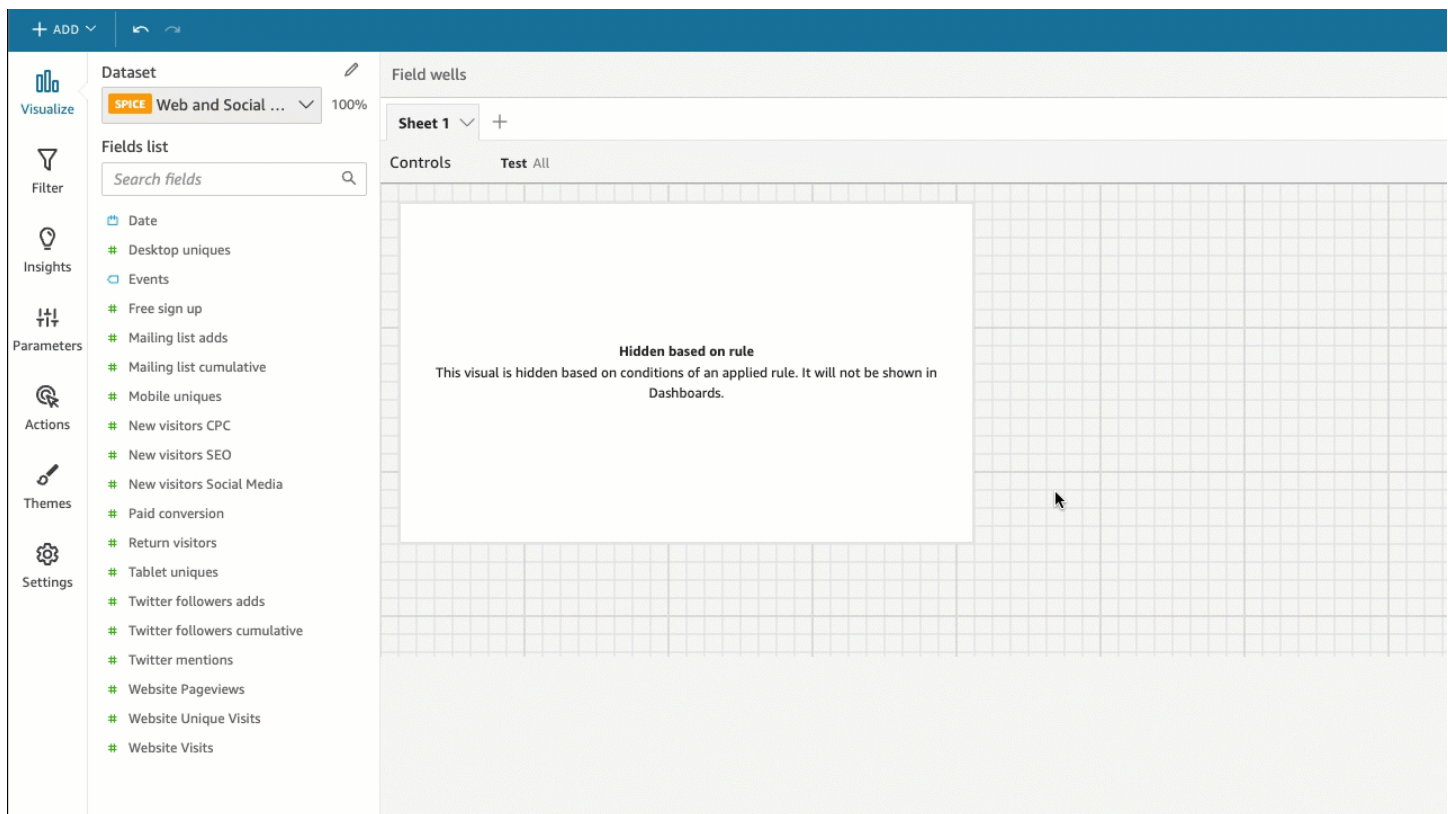 ADD
Visualize
Filter
Insights
Parameters
Actions
Themes
Settings
Dataset
SPICE Web and Social ... 100%
Fields list
Search fields
Date
# Desktop uniques
Events
# Free sign up
# Mailing list adds
# Mailing list cumulative
# Mobile uniques
# New visitors CPC
# New visitors SEO
# New visitors Social Media
# Paid conversion
# Return visitors
# Tablet uniques
# Twitter followers adds
# Twitter followers cumulative
# Twitter mentions
# Website Pageviews
# Website Unique Visits
# Website Visits
Field wells
Sheet 1
Controls Test All
Hidden based on rule
This visual is hidden based on conditions of an applied rule. It will not be shown in
Dashboards.